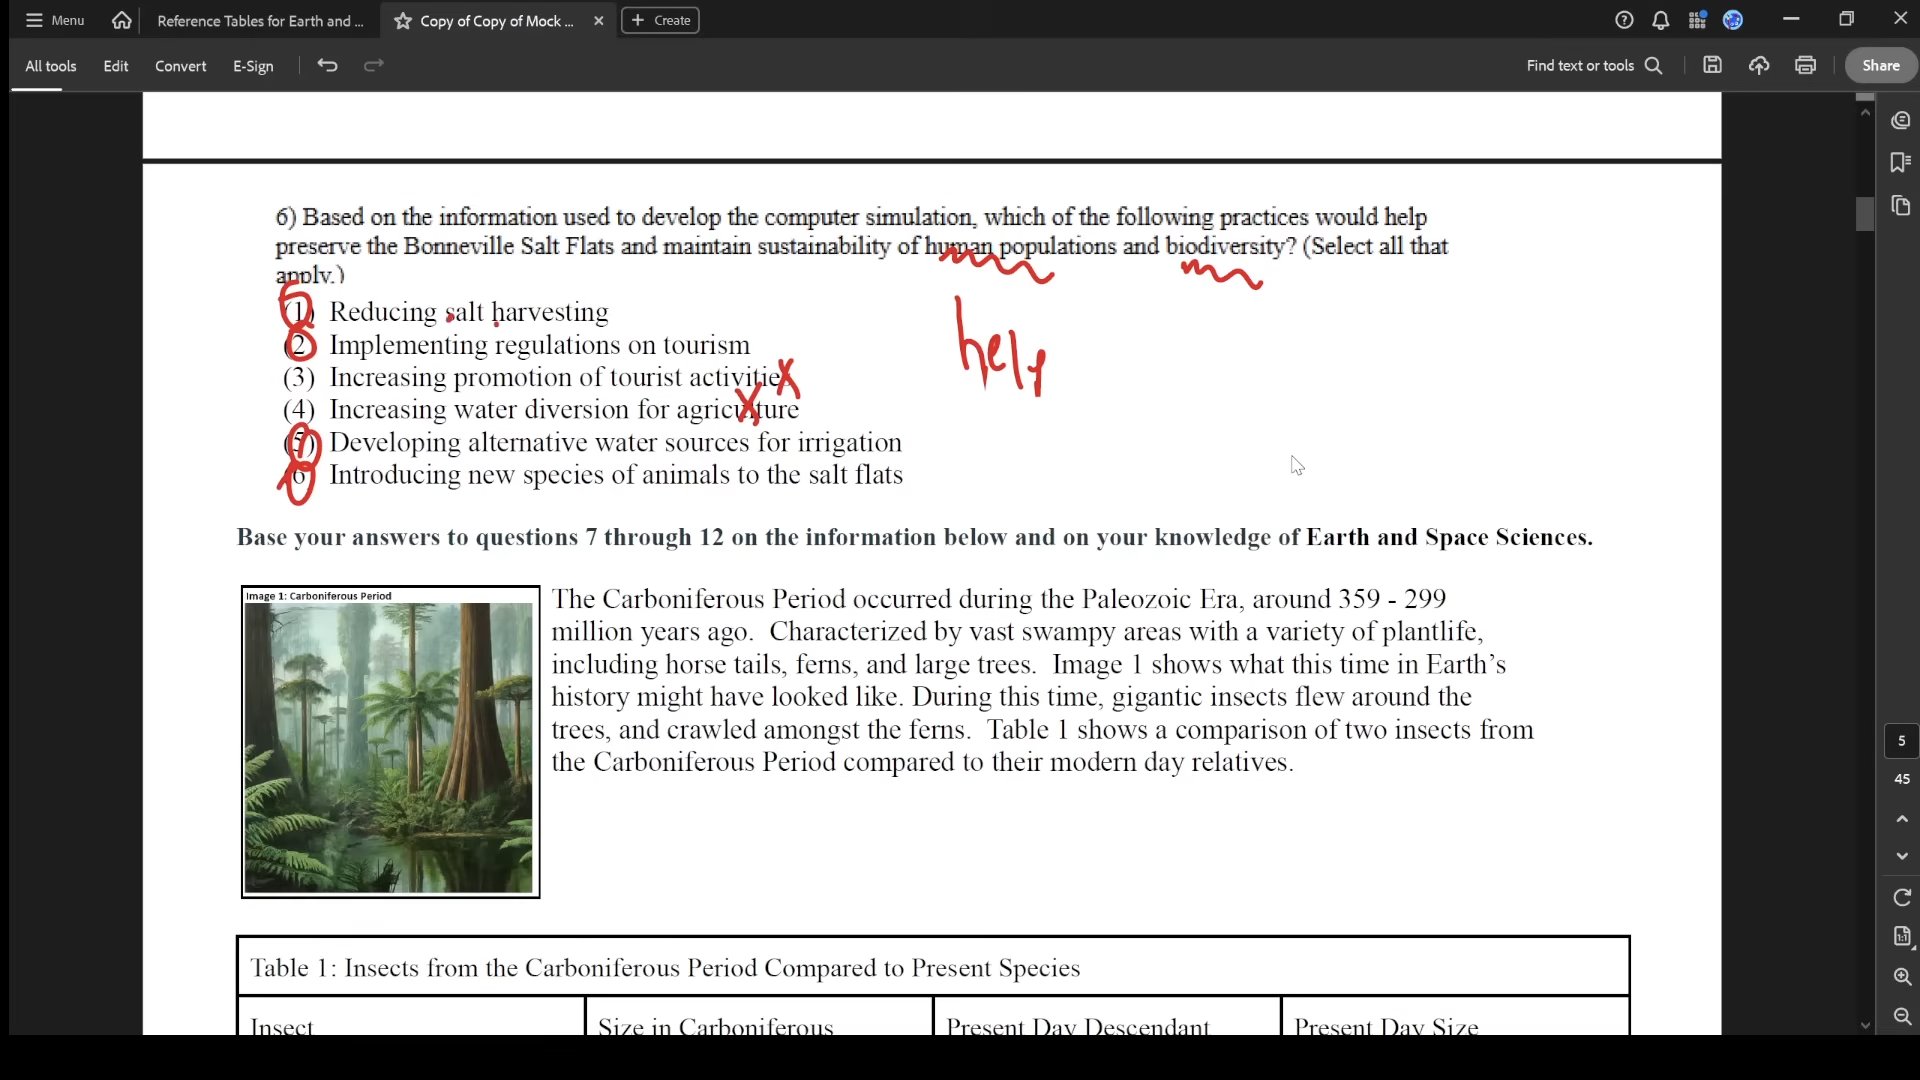 Menu
Reference Tables for Earth and ...
Copy of Copy of Mock ...
Create
All tools
Edit
Convert
E-Sign
Find text or tools
Share
6) Based on the information used to develop the computer simulation, which of the following practices would help
preserve the Bonneville Salt Flats and maintain sustainability of human populations and biodiversity? (Select all that
apply.)
(1) Reducing salt harvesting
(2) Implementing regulations on tourism
(3) Increasing promotion of tourist activities
(4) Increasing water diversion for agriculture
(5) Developing alternative water sources for irrigation
(6) Introducing new species of animals to the salt flats
help
Base your answers to questions 7 through 12 on the information below and on your knowledge of Earth and Space Sciences.
Image 1: Carboniferous Period
The Carboniferous Period occurred during the Paleozoic Era, around 359 - 299
million years ago. Characterized by vast swampy areas with a variety of plantlife,
including horse tails, ferns, and large trees. Image 1 shows what this time in Earth's
history might have looked like. During this time, gigantic insects flew around the
trees, and crawled amongst the ferns. Table 1 shows a comparison of two insects from
the Carboniferous Period compared to their modern day relatives.
Table 1: Insects from the Carboniferous Period Compared to Present Species
Insect
Size in Carboniferous
Present Day Descendant
Present Day Size
5
45